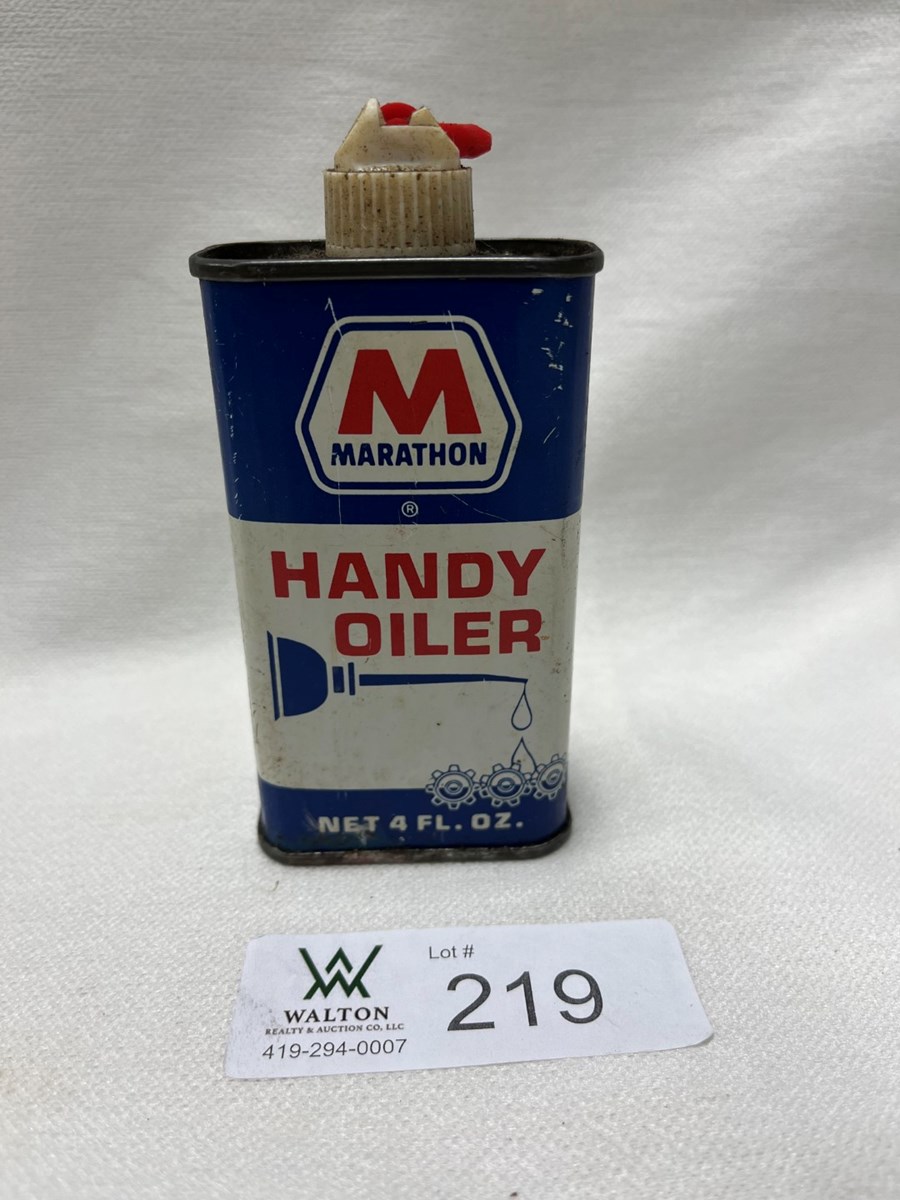 M
MARATHON
®
HANDY
OILER
NET 4 FL. OZ.
WALTON
REALTY & AUCTION CO, LLC
419-294-0007
Lot #
219